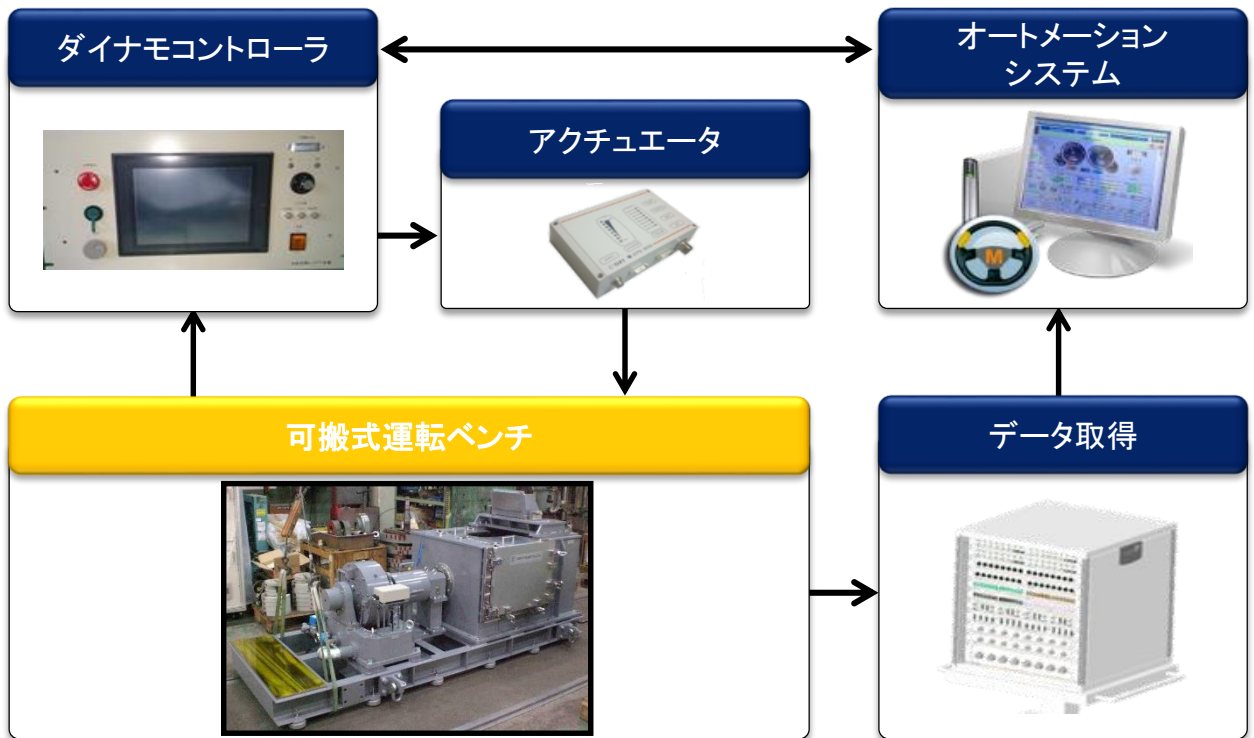 ダイナモコントローラ
オートメーション
システム
アクチュエータ
M
可搬式運転ベンチ
データ取得